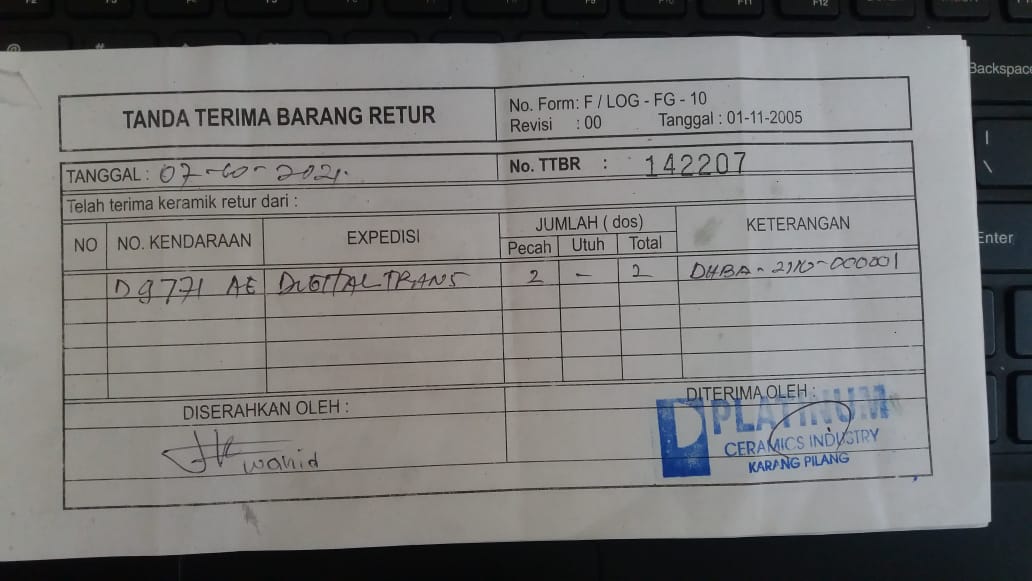 TANDA TERIMA BARANG RETUR
No. Form: F / LOG - FG - 10
Revisi : 00 Tanggal : 01-11-2005
TANGGAL : 07-10-2021.
No. TTBR : 142207
Telah terima keramik retur dari :
NO NO. KENDARAAN EXPEDISI JUMLAH ( dos) KETERANGAN
Pecah Utuh Total
D 9771 AE DIGITAL TRANS 2 - 2 DHBA - 2110-000001
DISERAHKAN OLEH :
DITERIMA OLEH :
wahid
PLATINUM
CERAMICS INDUSTRY
KARANG PILANG
Backspace
Enter